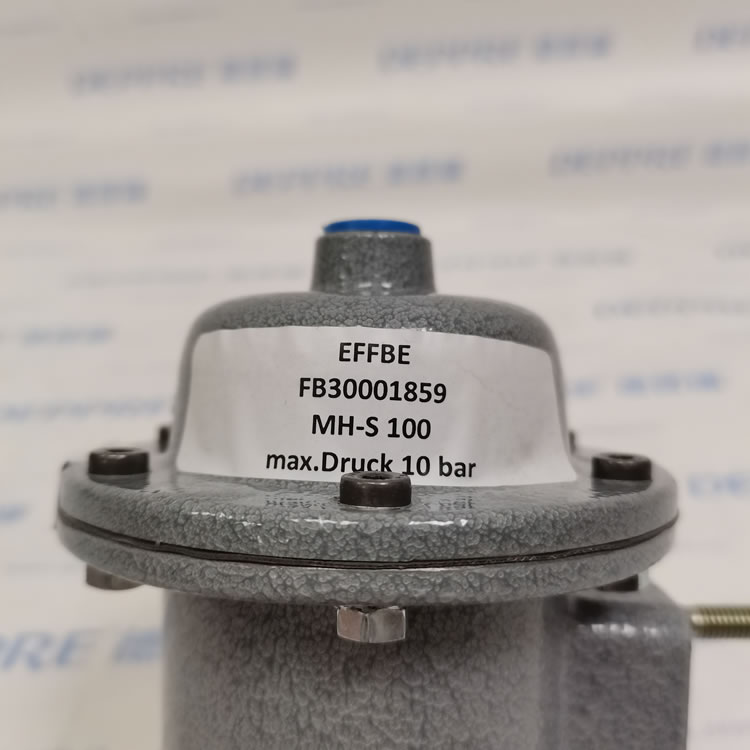 EFFBE
FB30001859
MH-S 100
max.Druck 10 bar